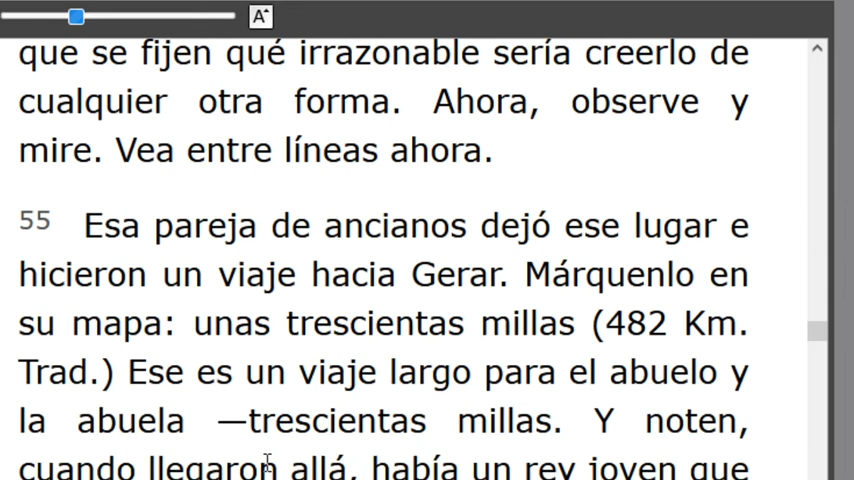 A
que se fijen qué irrazonable sería creerlo de
cualquier otra forma. Ahora, observe y
mire. Vea entre líneas ahora.
55 Esa pareja de ancianos dejó ese lugar e
hicieron un viaje hacia Gerar. Márquenlo en
su mapa: unas trescientas millas (482 Km.
Trad.) Ese es un viaje largo para el abuelo y
la abuela —trescientas millas. Y noten,
cuando llegaron allá, había un rey joven que